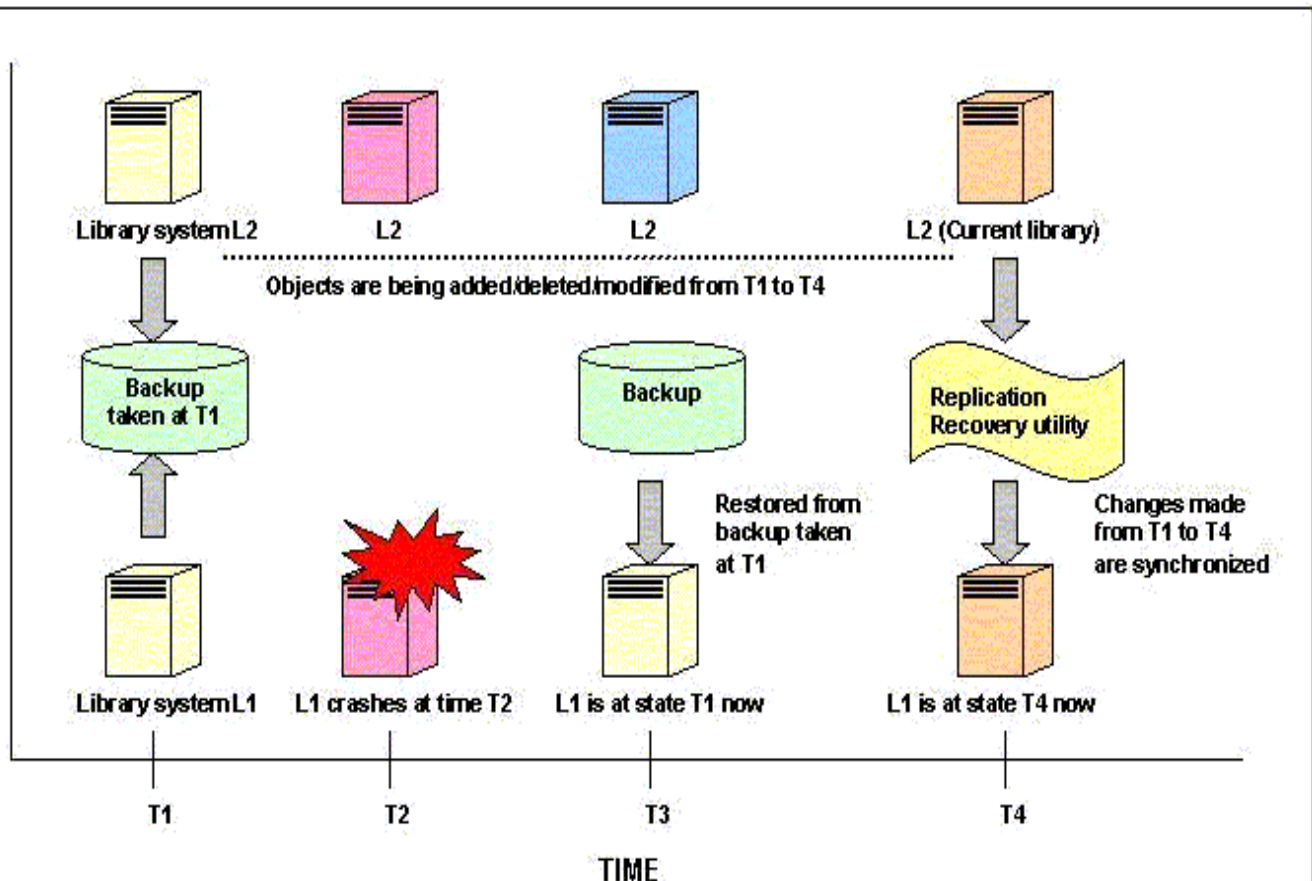 Library system L2
L2
L2
L2 (Current library)
Objects are being added/deleted/modified from T1 to T4
Backup
taken at T1
Backup
Replication
Recovery utility
Restored from
backup taken
at T1
Changes made
from T1 to T4
are synchronized
Library system L1
L1 crashes at time T2
L1 is at state T1 now
L1 is at state T4 now
T1
T2
T3
T4
TIME